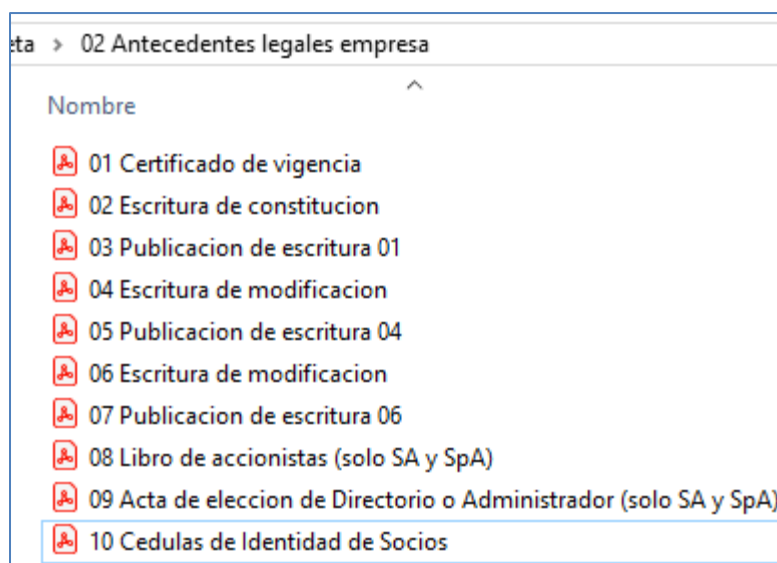 eta > 02 Antecedentes legales empresa
Nombre
01 Certificado de vigencia
02 Escritura de constitucion
03 Publicacion de escritura 01
04 Escritura de modificacion
05 Publicacion de escritura 04
06 Escritura de modificacion
07 Publicacion de escritura 06
08 Libro de accionistas (solo SA y SpA)
09 Acta de eleccion de Directorio o Administrador (solo SA y SpA)
10 Cedulas de Identidad de Socios